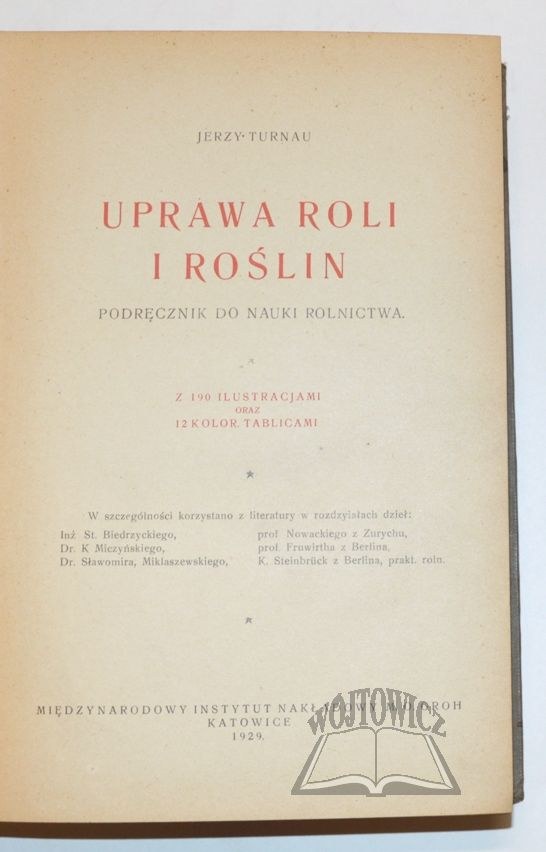 JERZY TURNAU
UPRAWA ROLI
I ROŚLIN
PODRĘCZNIK DO NAUKI ROLNICTWA.
Z 190 ILUSTRACJAMI
ORAZ
12 KOLOR. TABLICAMI
W szczególności korzystano z literatury w rozdzyiałach dzieł:
Inż St. Biedrzyckiego,
Dr. K Miczyńskiego,
Dr. Sławomira, Miklaszewskiego,
prof Nowackiego z Zurychu,
prof. Fruwirtha z Berlina,
K. Steinbrück z Berlina, prakt. roln.
MIĘDZYNARODOWY INSTYTUT
KATOWICE
1929.
WÓJTOWICZ